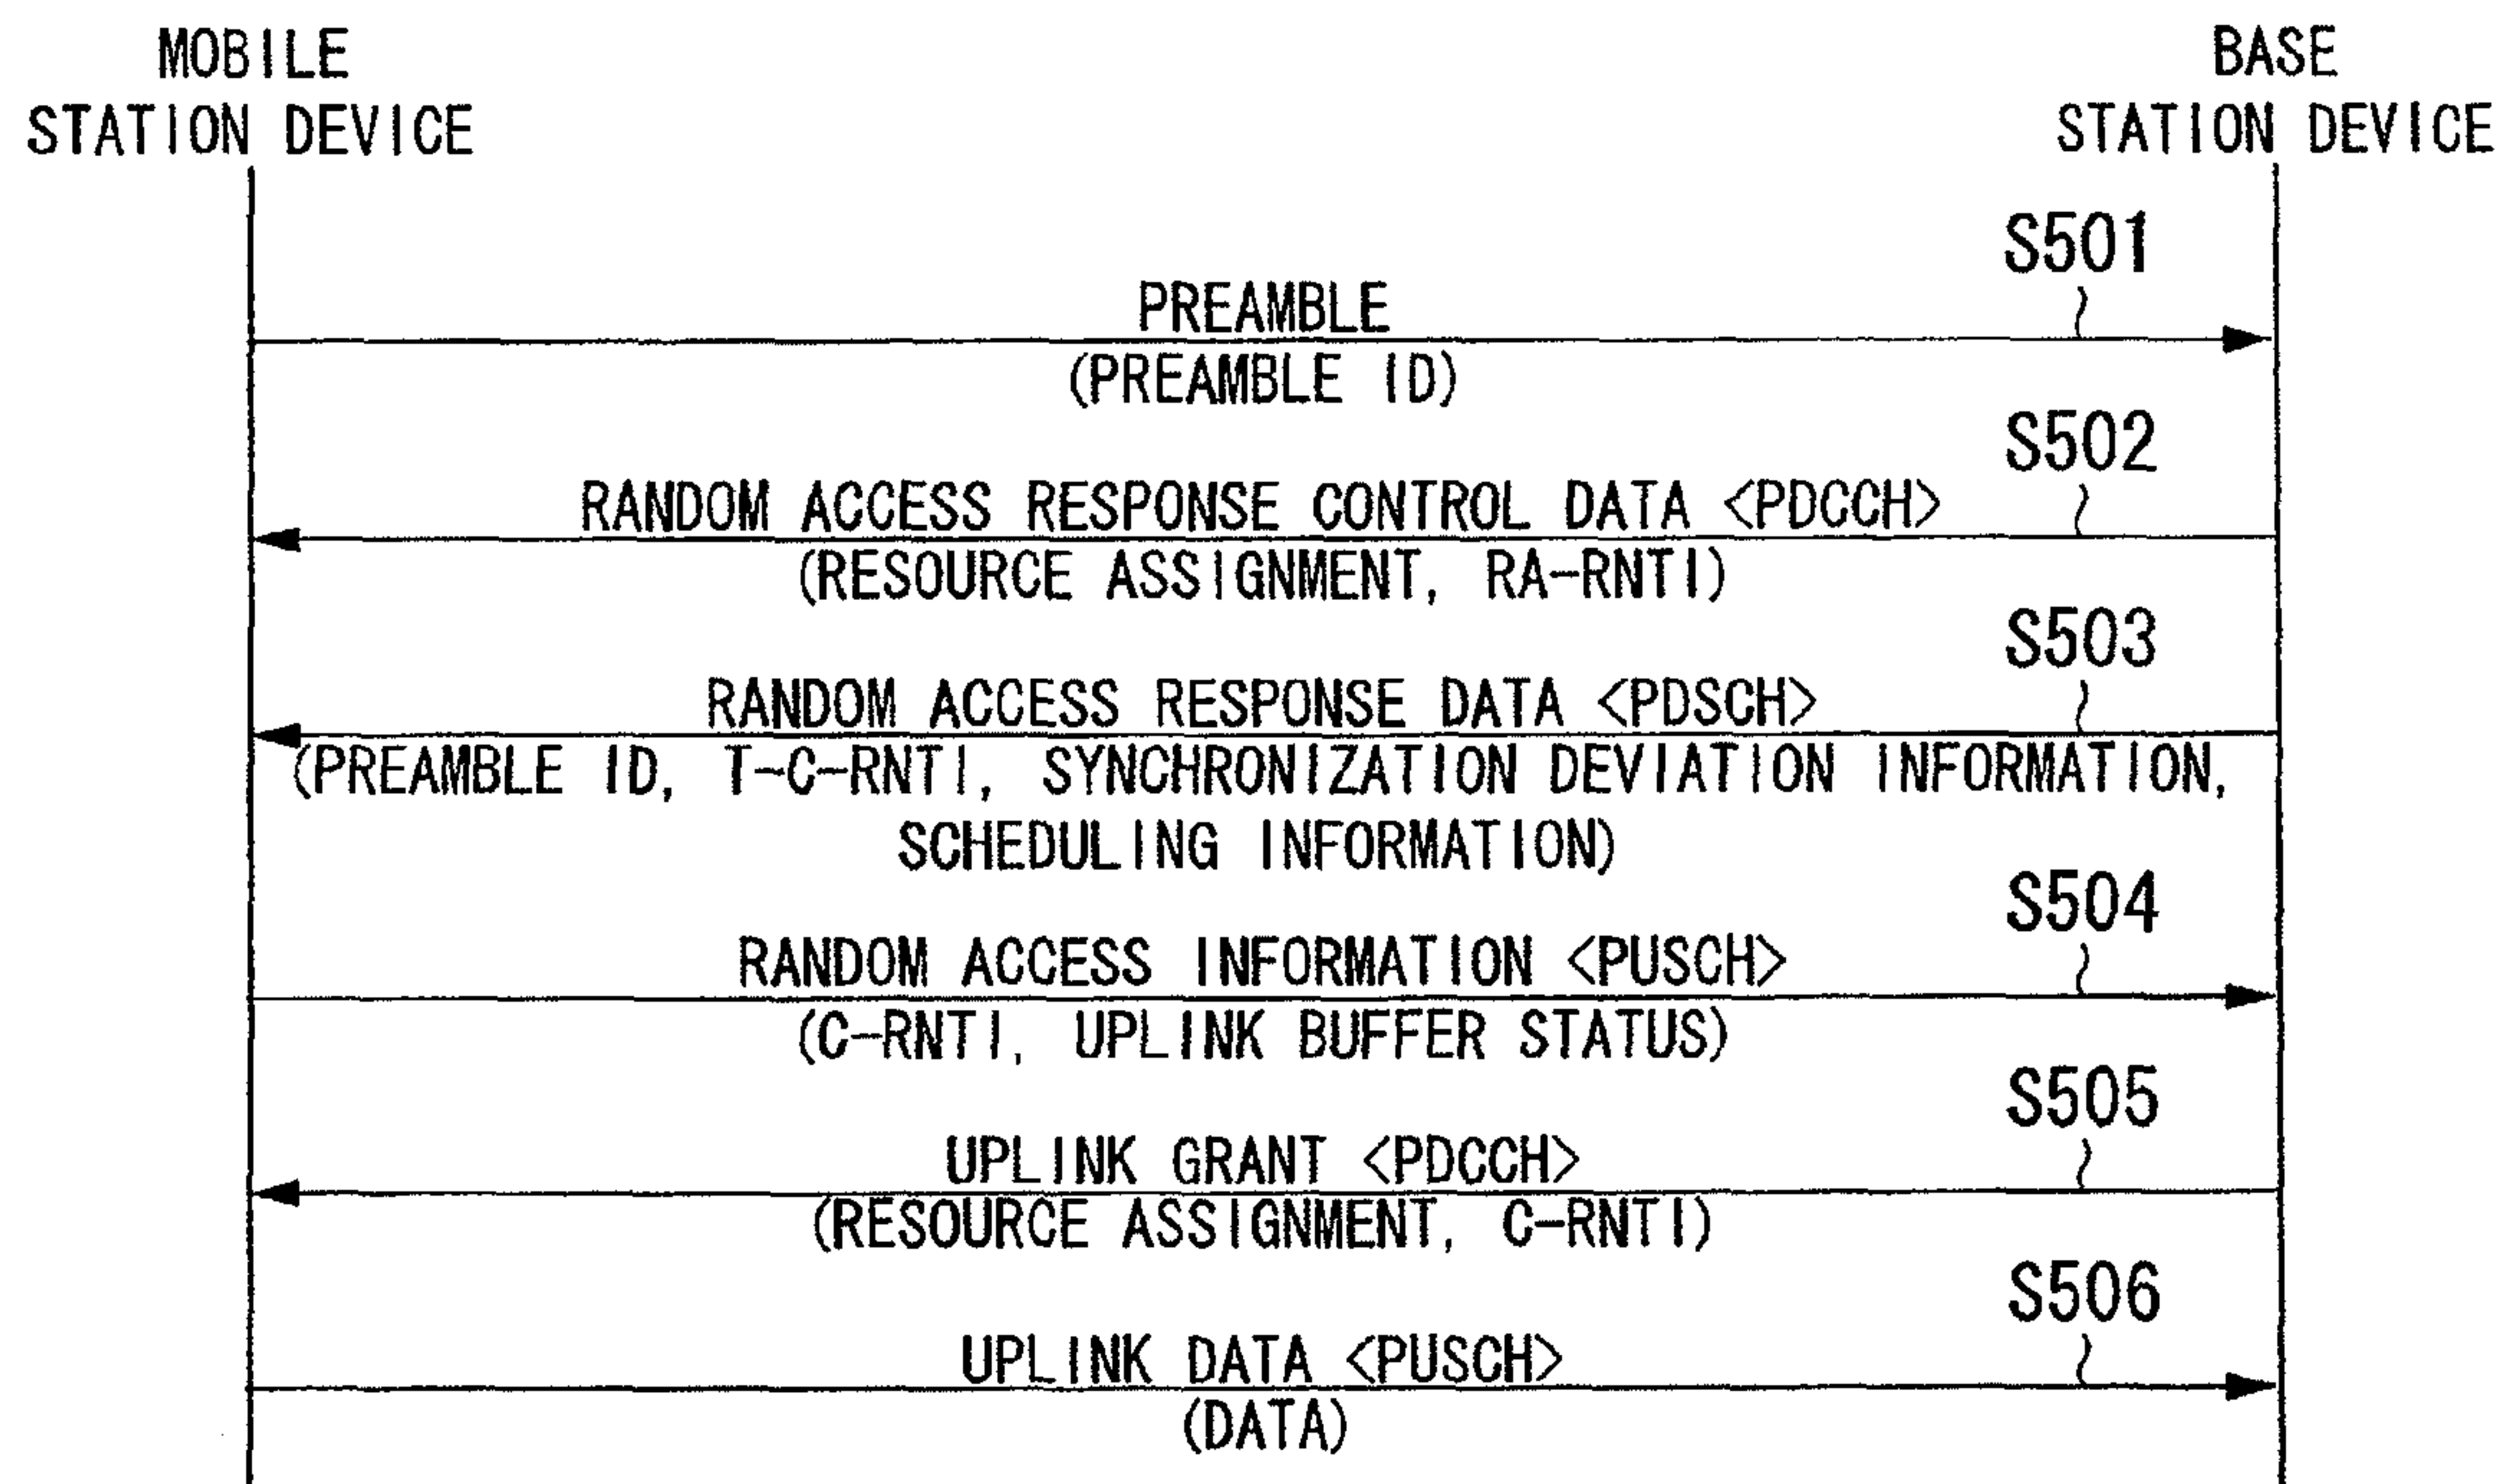 MOBILE
STATION DEVICE
BASE
STATION DEVICE
S501
PREAMBLE
(PREAMBLE ID)
S502
RANDOM ACCESS RESPONSE CONTROL DATA <PDCCH>
(RESOURCE ASSIGNMENT, RA-RNTI)
S503
RANDOM ACCESS RESPONSE DATA <PDSCH>
(PREAMBLE ID, T-C-RNTI, SYNCHRONIZATION DEVIATION INFORMATION,
SCHEDULING INFORMATION)
S504
RANDOM ACCESS INFORMATION <PUSCH>
(C-RNTI, UPLINK BUFFER STATUS)
S505
UPLINK GRANT <PDCCH>
(RESOURCE ASSIGNMENT, C-RNTI)
S506
UPLINK DATA <PUSCH>
(DATA)